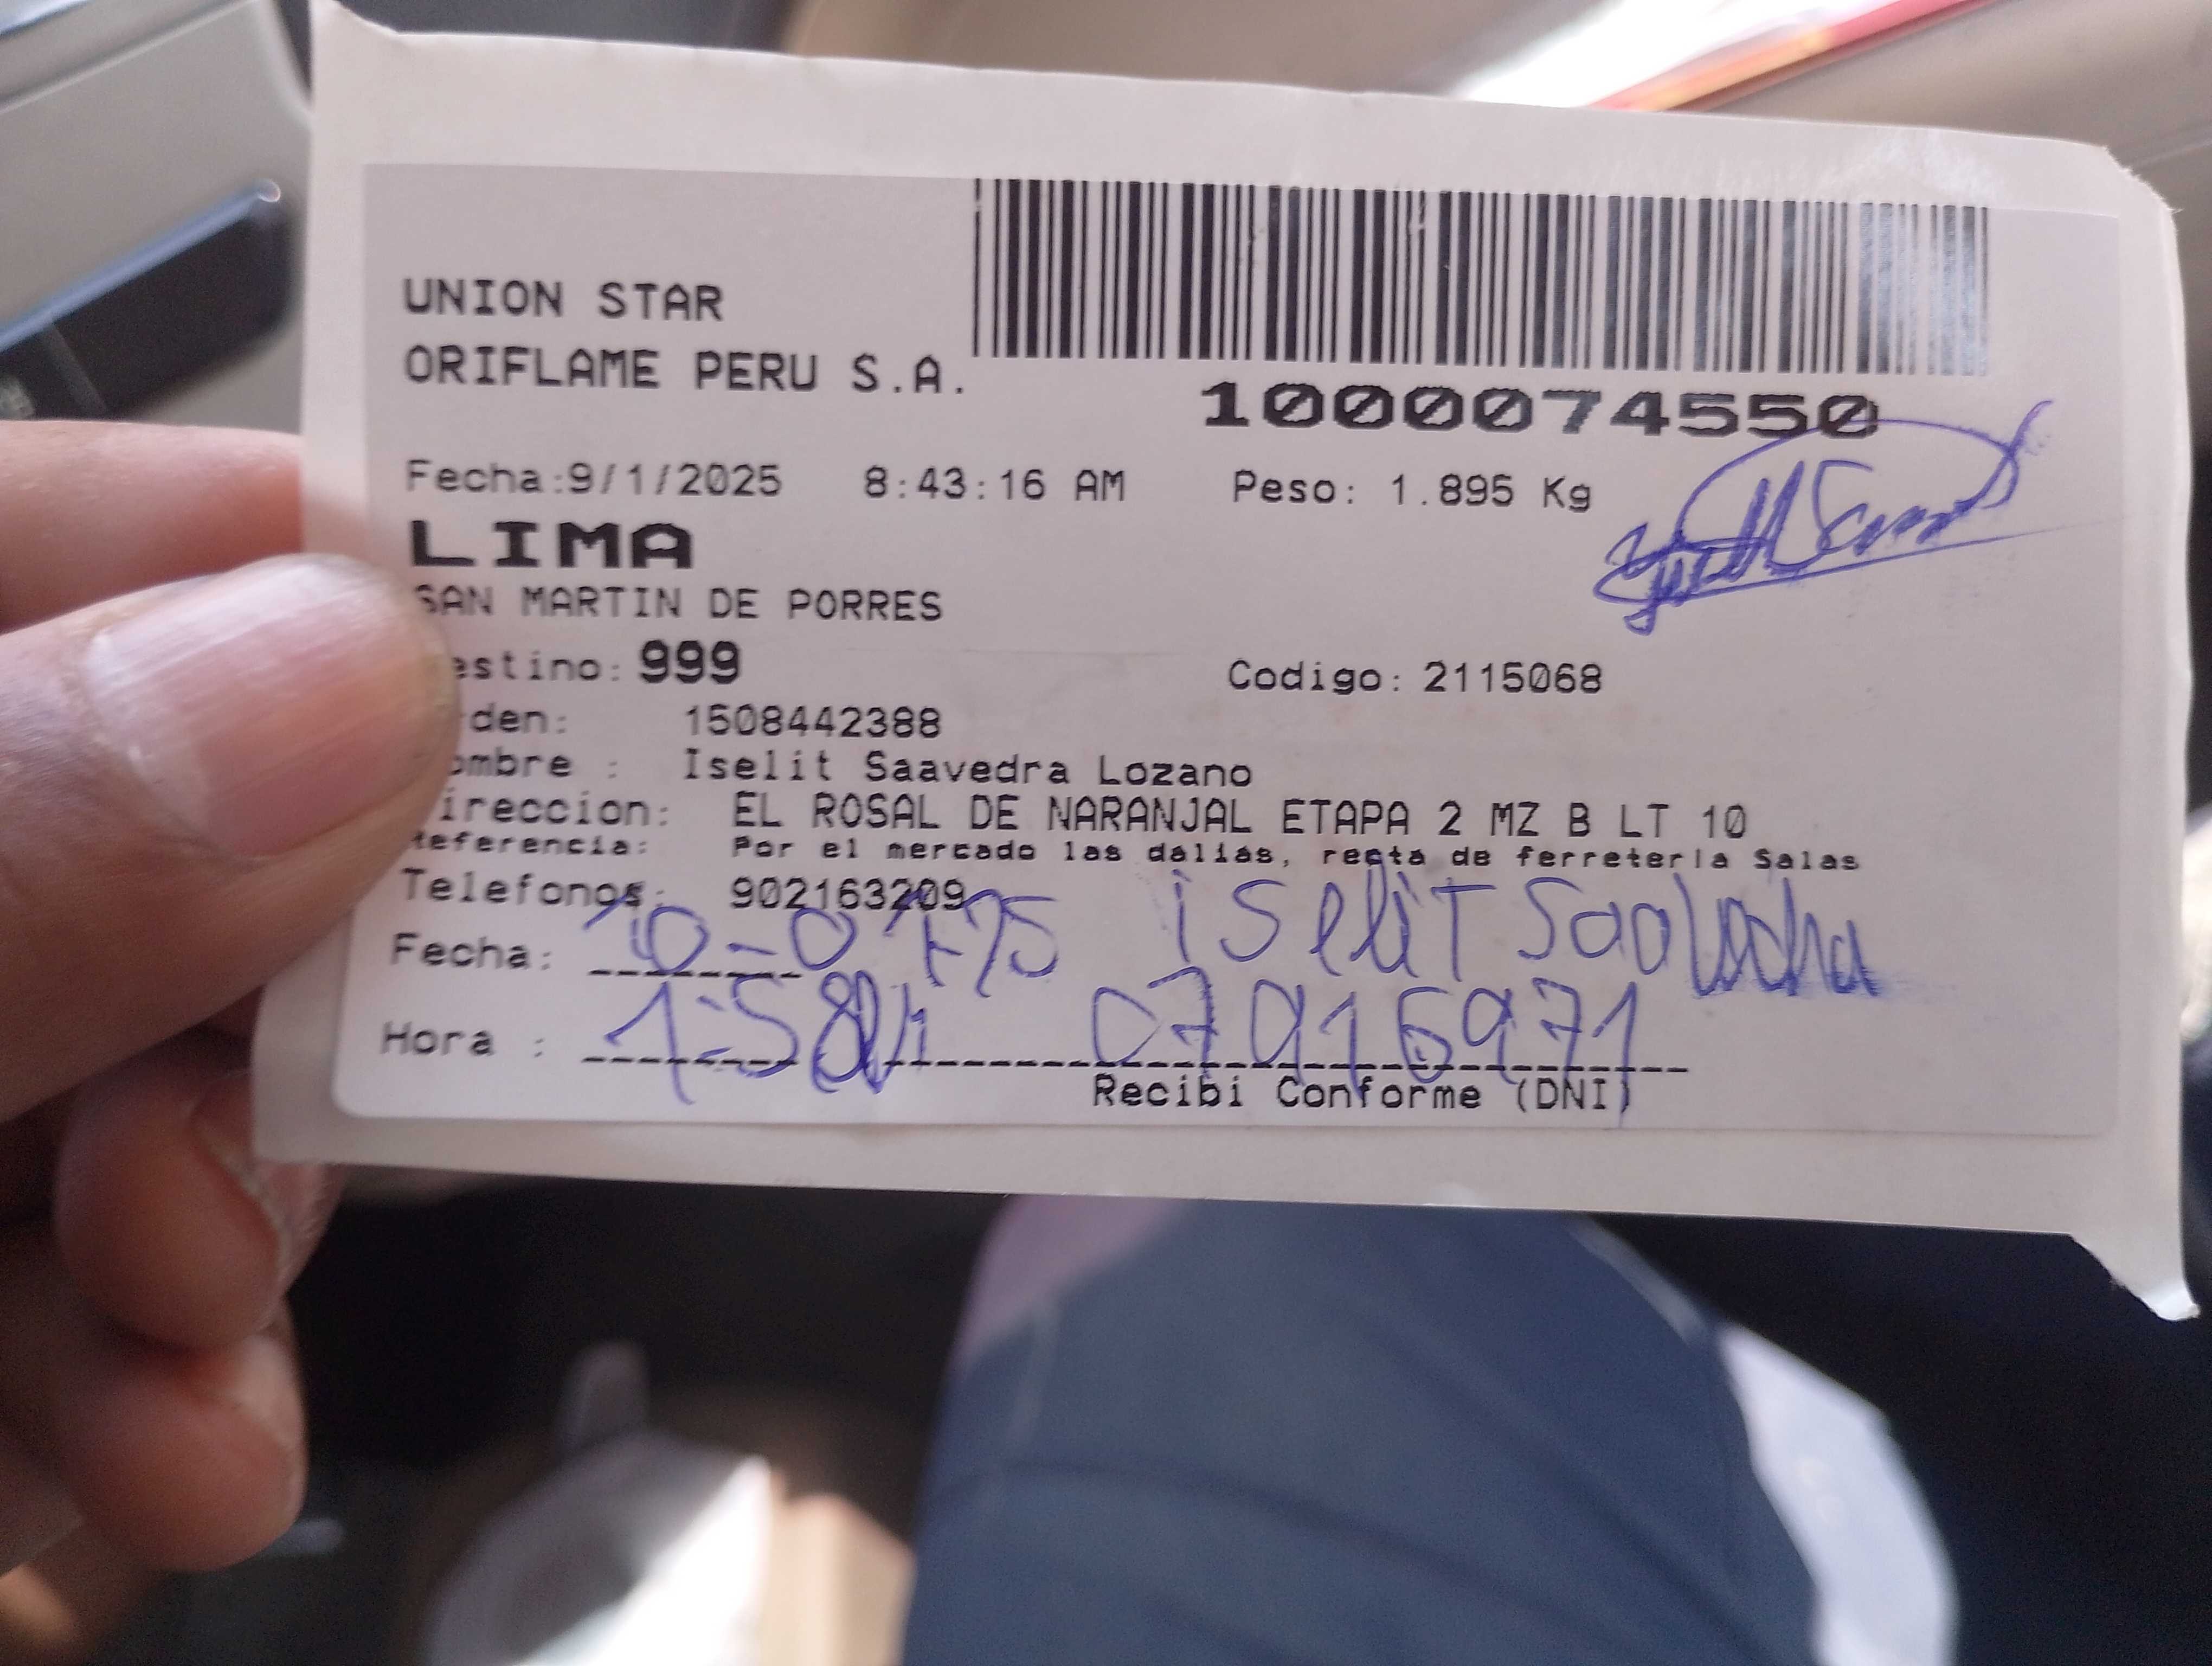 UNION STAR
ORIFLAME PERU S.A.
1000074550
Fecha:9/1/2025 8:43:16 AM Peso: 1.895 Kg
LIMA
SAN MARTIN DE PORRES
estino: 999 Codigo: 2115068
den: 1508442388
ombre : Iselit Saavedra Lozano
ireccion: EL ROSAL DE NARANJAL ETAPA 2 MZ B LT 10
Referencia: Por el mercado las dalias, recta de ferreteria Salas
Telefonos: 902163209
Fecha: iSeliT
Hora : 07916971
Recibi Conforme (DNI)